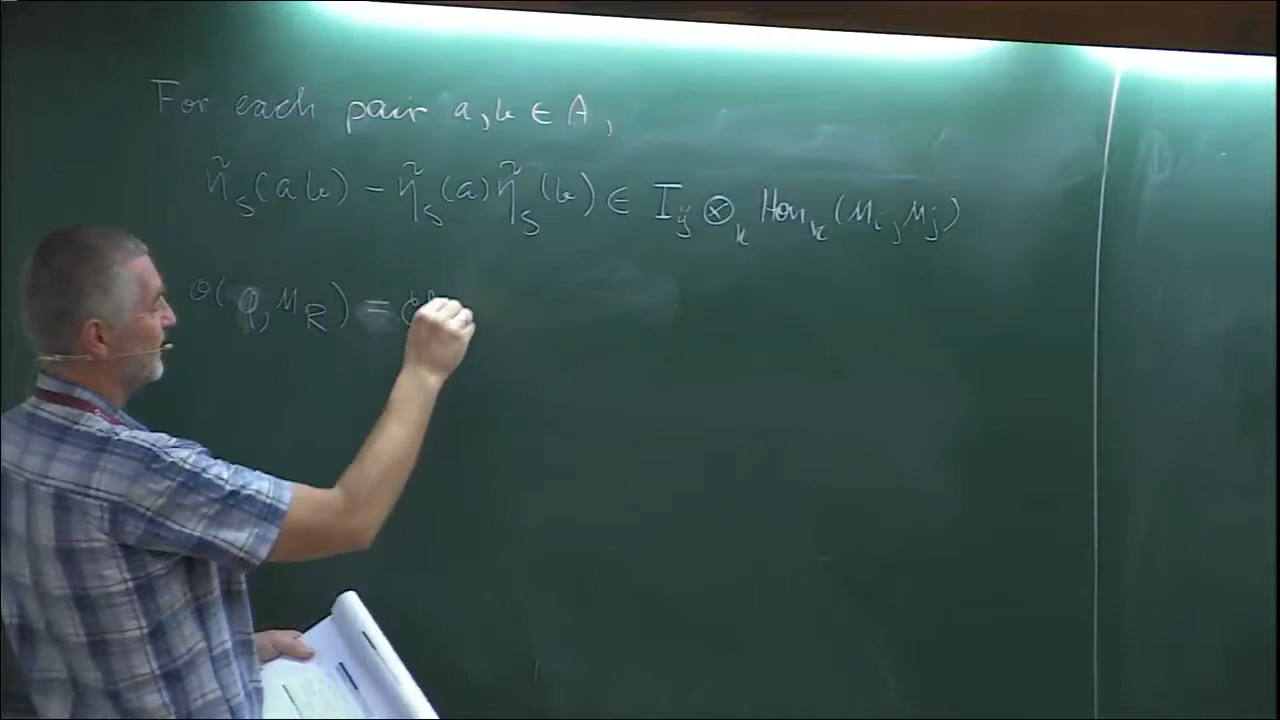 For each pair a, b ∈ A,
η̃_S(ab) − η̃_S(a) η̃_S(b) ∈ I_ij ⊗_k Hom_k(M_i, M_j)
O(φ, M_R) =